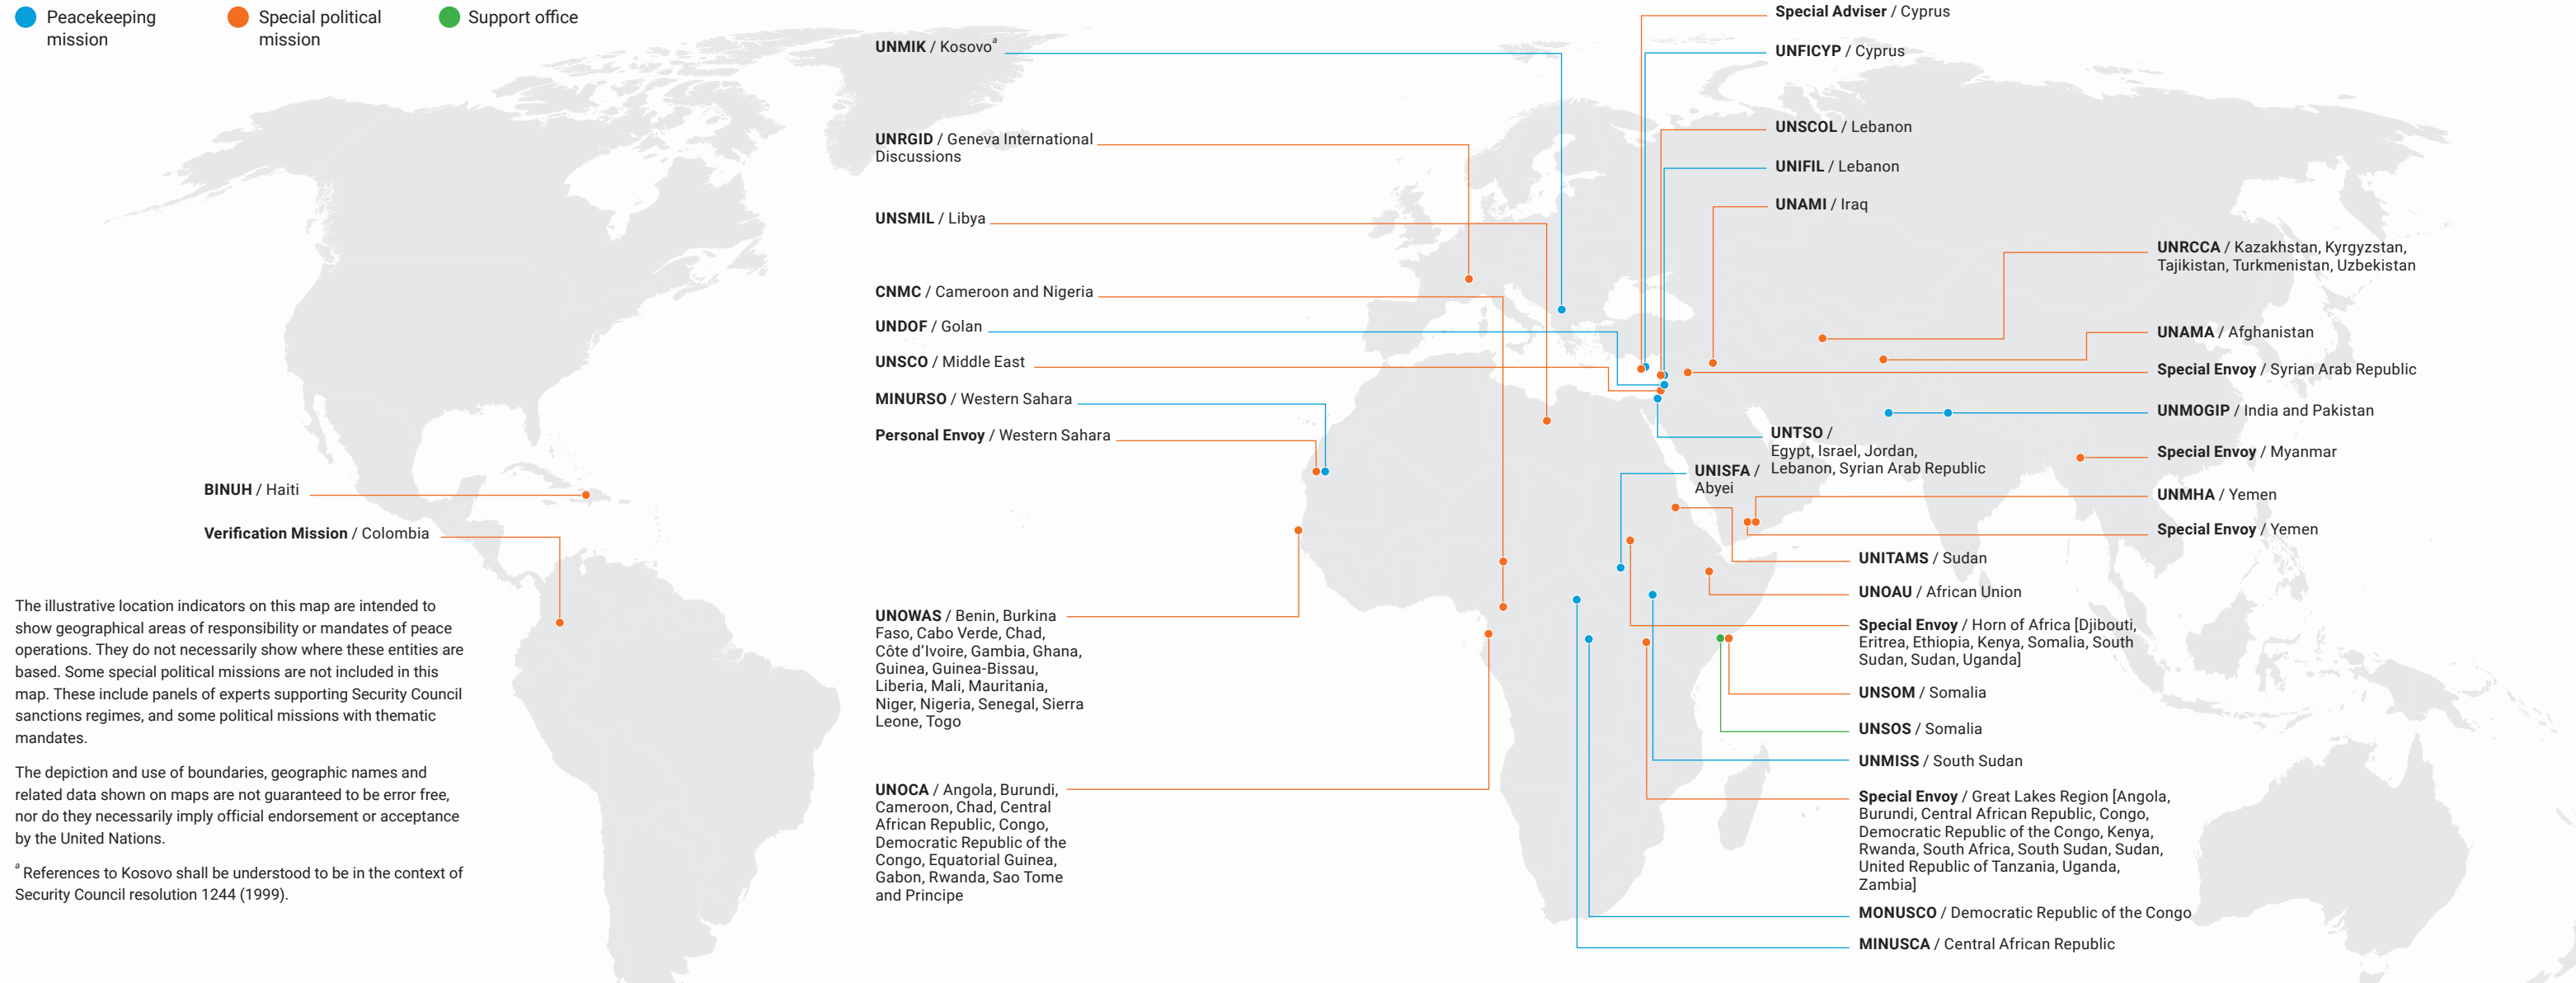 Peacekeeping
mission
Special political
mission
Support office
UNMIK / Kosovoᵃ
UNRGID / Geneva International
Discussions
UNSMIL / Libya
CNMC / Cameroon and Nigeria
UNDOF / Golan
UNSCO / Middle East
MINURSO / Western Sahara
Personal Envoy / Western Sahara
BINUH / Haiti
Verification Mission / Colombia
UNOWAS / Benin, Burkina
Faso, Cabo Verde, Chad,
Côte d’Ivoire, Gambia, Ghana,
Guinea, Guinea-Bissau,
Liberia, Mali, Mauritania,
Niger, Nigeria, Senegal, Sierra
Leone, Togo
UNOCA / Angola, Burundi,
Cameroon, Chad, Central
African Republic, Congo,
Democratic Republic of the
Congo, Equatorial Guinea,
Gabon, Rwanda, Sao Tome
and Principe
Special Adviser / Cyprus
UNFICYP / Cyprus
UNSCOL / Lebanon
UNIFIL / Lebanon
UNAMI / Iraq
UNRCCA / Kazakhstan, Kyrgyzstan,
Tajikistan, Turkmenistan, Uzbekistan
UNAMA / Afghanistan
Special Envoy / Syrian Arab Republic
UNMOGIP / India and Pakistan
UNTSO /
Egypt, Israel, Jordan,
Lebanon, Syrian Arab Republic
UNISFA /
Abyei
Special Envoy / Myanmar
UNMHA / Yemen
Special Envoy / Yemen
UNITAMS / Sudan
UNOAU / African Union
Special Envoy / Horn of Africa [Djibouti,
Eritrea, Ethiopia, Kenya, Somalia, South
Sudan, Sudan, Uganda]
UNSOM / Somalia
UNSOS / Somalia
UNMISS / South Sudan
Special Envoy / Great Lakes Region [Angola,
Burundi, Central African Republic, Congo,
Democratic Republic of the Congo, Kenya,
Rwanda, South Africa, South Sudan, Sudan,
United Republic of Tanzania, Uganda,
Zambia]
MONUSCO / Democratic Republic of the Congo
MINUSCA / Central African Republic
The illustrative location indicators on this map are intended to
show geographical areas of responsibility or mandates of peace
operations. They do not necessarily show where these entities are
based. Some special political missions are not included in this
map. These include panels of experts supporting Security Council
sanctions regimes, and some political missions with thematic
mandates.
The depiction and use of boundaries, geographic names and
related data shown on maps are not guaranteed to be error free,
nor do they necessarily imply official endorsement or acceptance
by the United Nations.
ᵃ References to Kosovo shall be understood to be in the context of
Security Council resolution 1244 (1999).